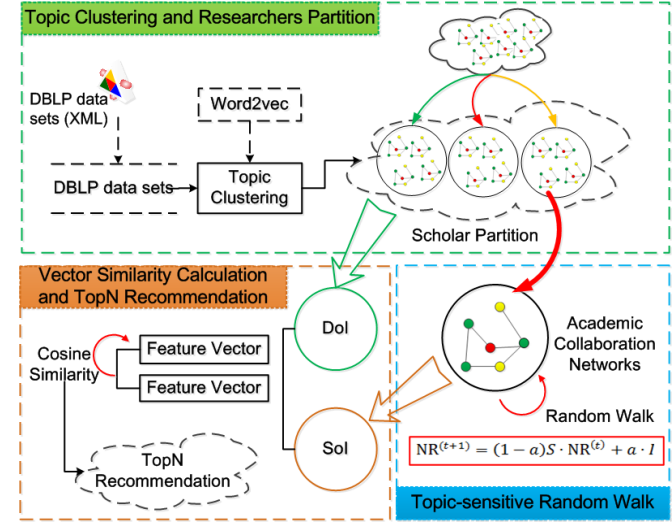 Topic Clustering and Researchers Partition
DBLP data
sets (XML)
Word2vec
DBLP data sets
Topic
Clustering
Scholar Partition
Vector Similarity Calculation
and TopN Recommendation
DoI
Feature Vector
Cosine
Similarity
Feature Vector
SoI
TopN
Recommendation
Academic
Collaboration
Networks
Random Walk
NR^(t+1) = (1 − a)S · NR^(t) + a · I
Topic-sensitive Random Walk